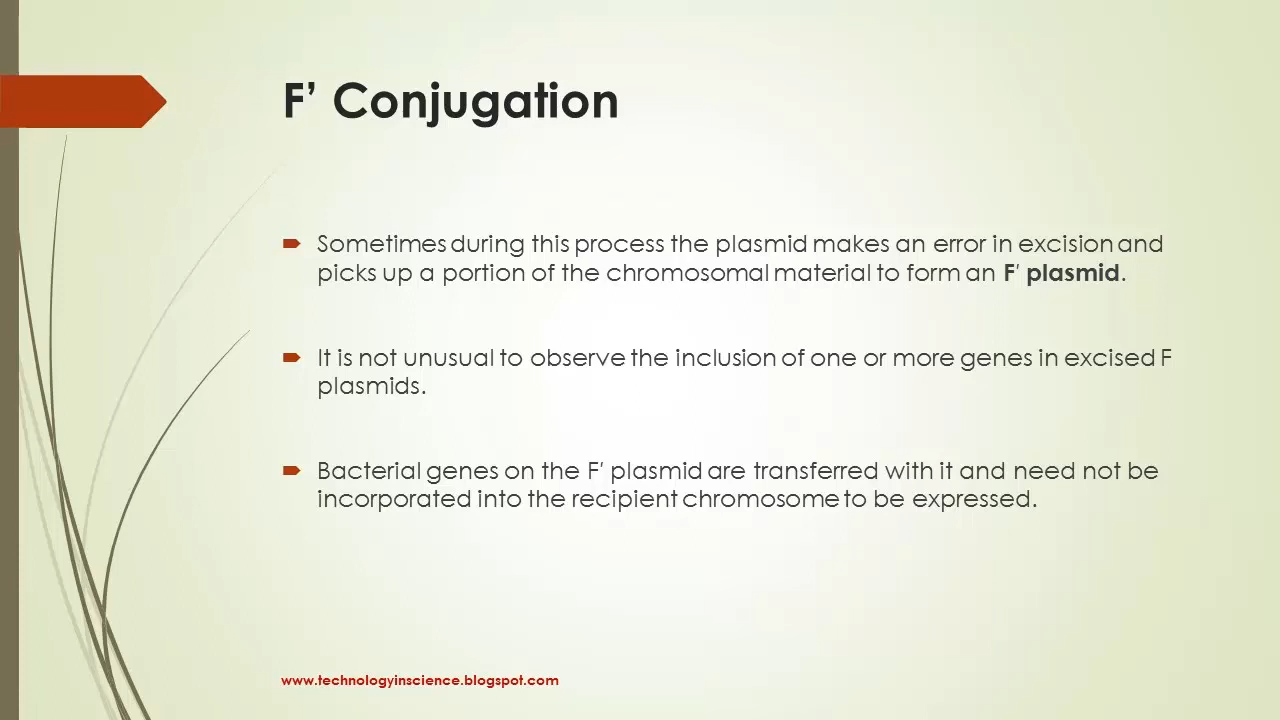 F’ Conjugation
Sometimes during this process the plasmid makes an error in excision and
picks up a portion of the chromosomal material to form an F′ plasmid.
It is not unusual to observe the inclusion of one or more genes in excised F
plasmids.
Bacterial genes on the F′ plasmid are transferred with it and need not be
incorporated into the recipient chromosome to be expressed.
www.technologyinscience.blogspot.com